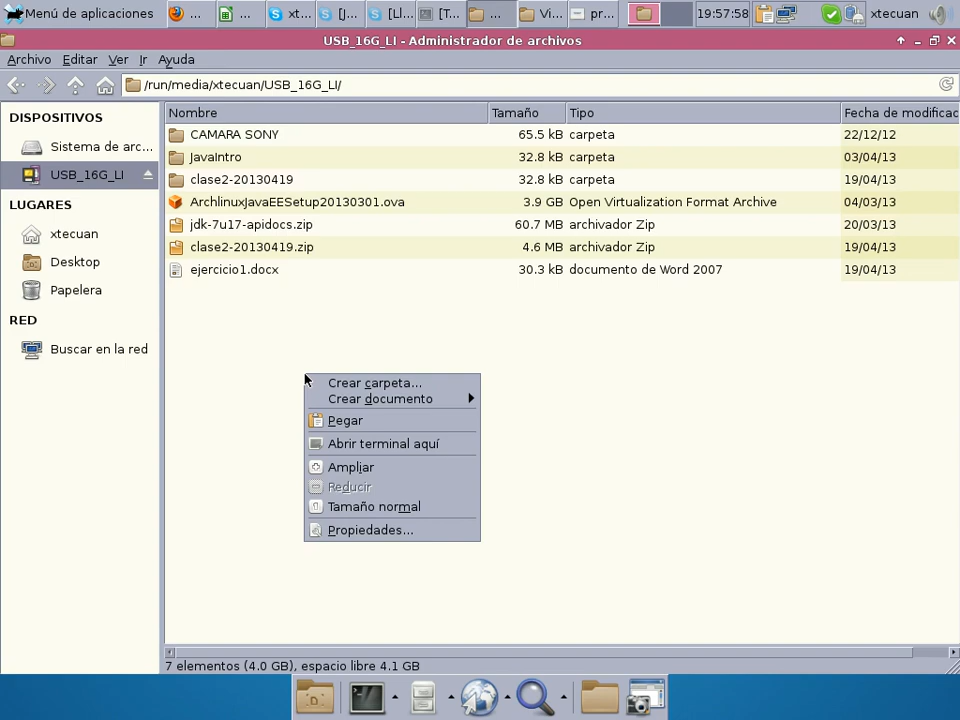 Menú de aplicaciones ... ... xt... [J... [Ll... [T... ... Vi... pr... 19:57:58 xtecuan
USB_16G_LI - Administrador de archivos
Archivo Editar Ver Ir Ayuda
/run/media/xtecuan/USB_16G_LI/
DISPOSITIVOS
Sistema de arc...
USB_16G_LI
LUGARES
xtecuan
Desktop
Papelera
RED
Buscar en la red
Nombre Tamaño Tipo Fecha de modificac
CAMARA SONY 65.5 kB carpeta 22/12/12
JavaIntro 32.8 kB carpeta 03/04/13
clase2-20130419 32.8 kB carpeta 19/04/13
ArchlinuxJavaEESetup20130301.ova 3.9 GB Open Virtualization Format Archive 04/03/13
jdk-7u17-apidocs.zip 60.7 MB archivador Zip 20/03/13
clase2-20130419.zip 4.6 MB archivador Zip 19/04/13
ejercicio1.docx 30.3 kB documento de Word 2007 19/04/13
Crear carpeta...
Crear documento
Pegar
Abrir terminal aquí
Ampliar
Reducir
Tamaño normal
Propiedades...
7 elementos (4.0 GB), espacio libre 4.1 GB